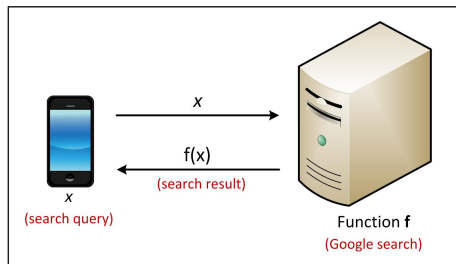 x
f(x)
(search result)
x
(search query)
Function f
(Google search)